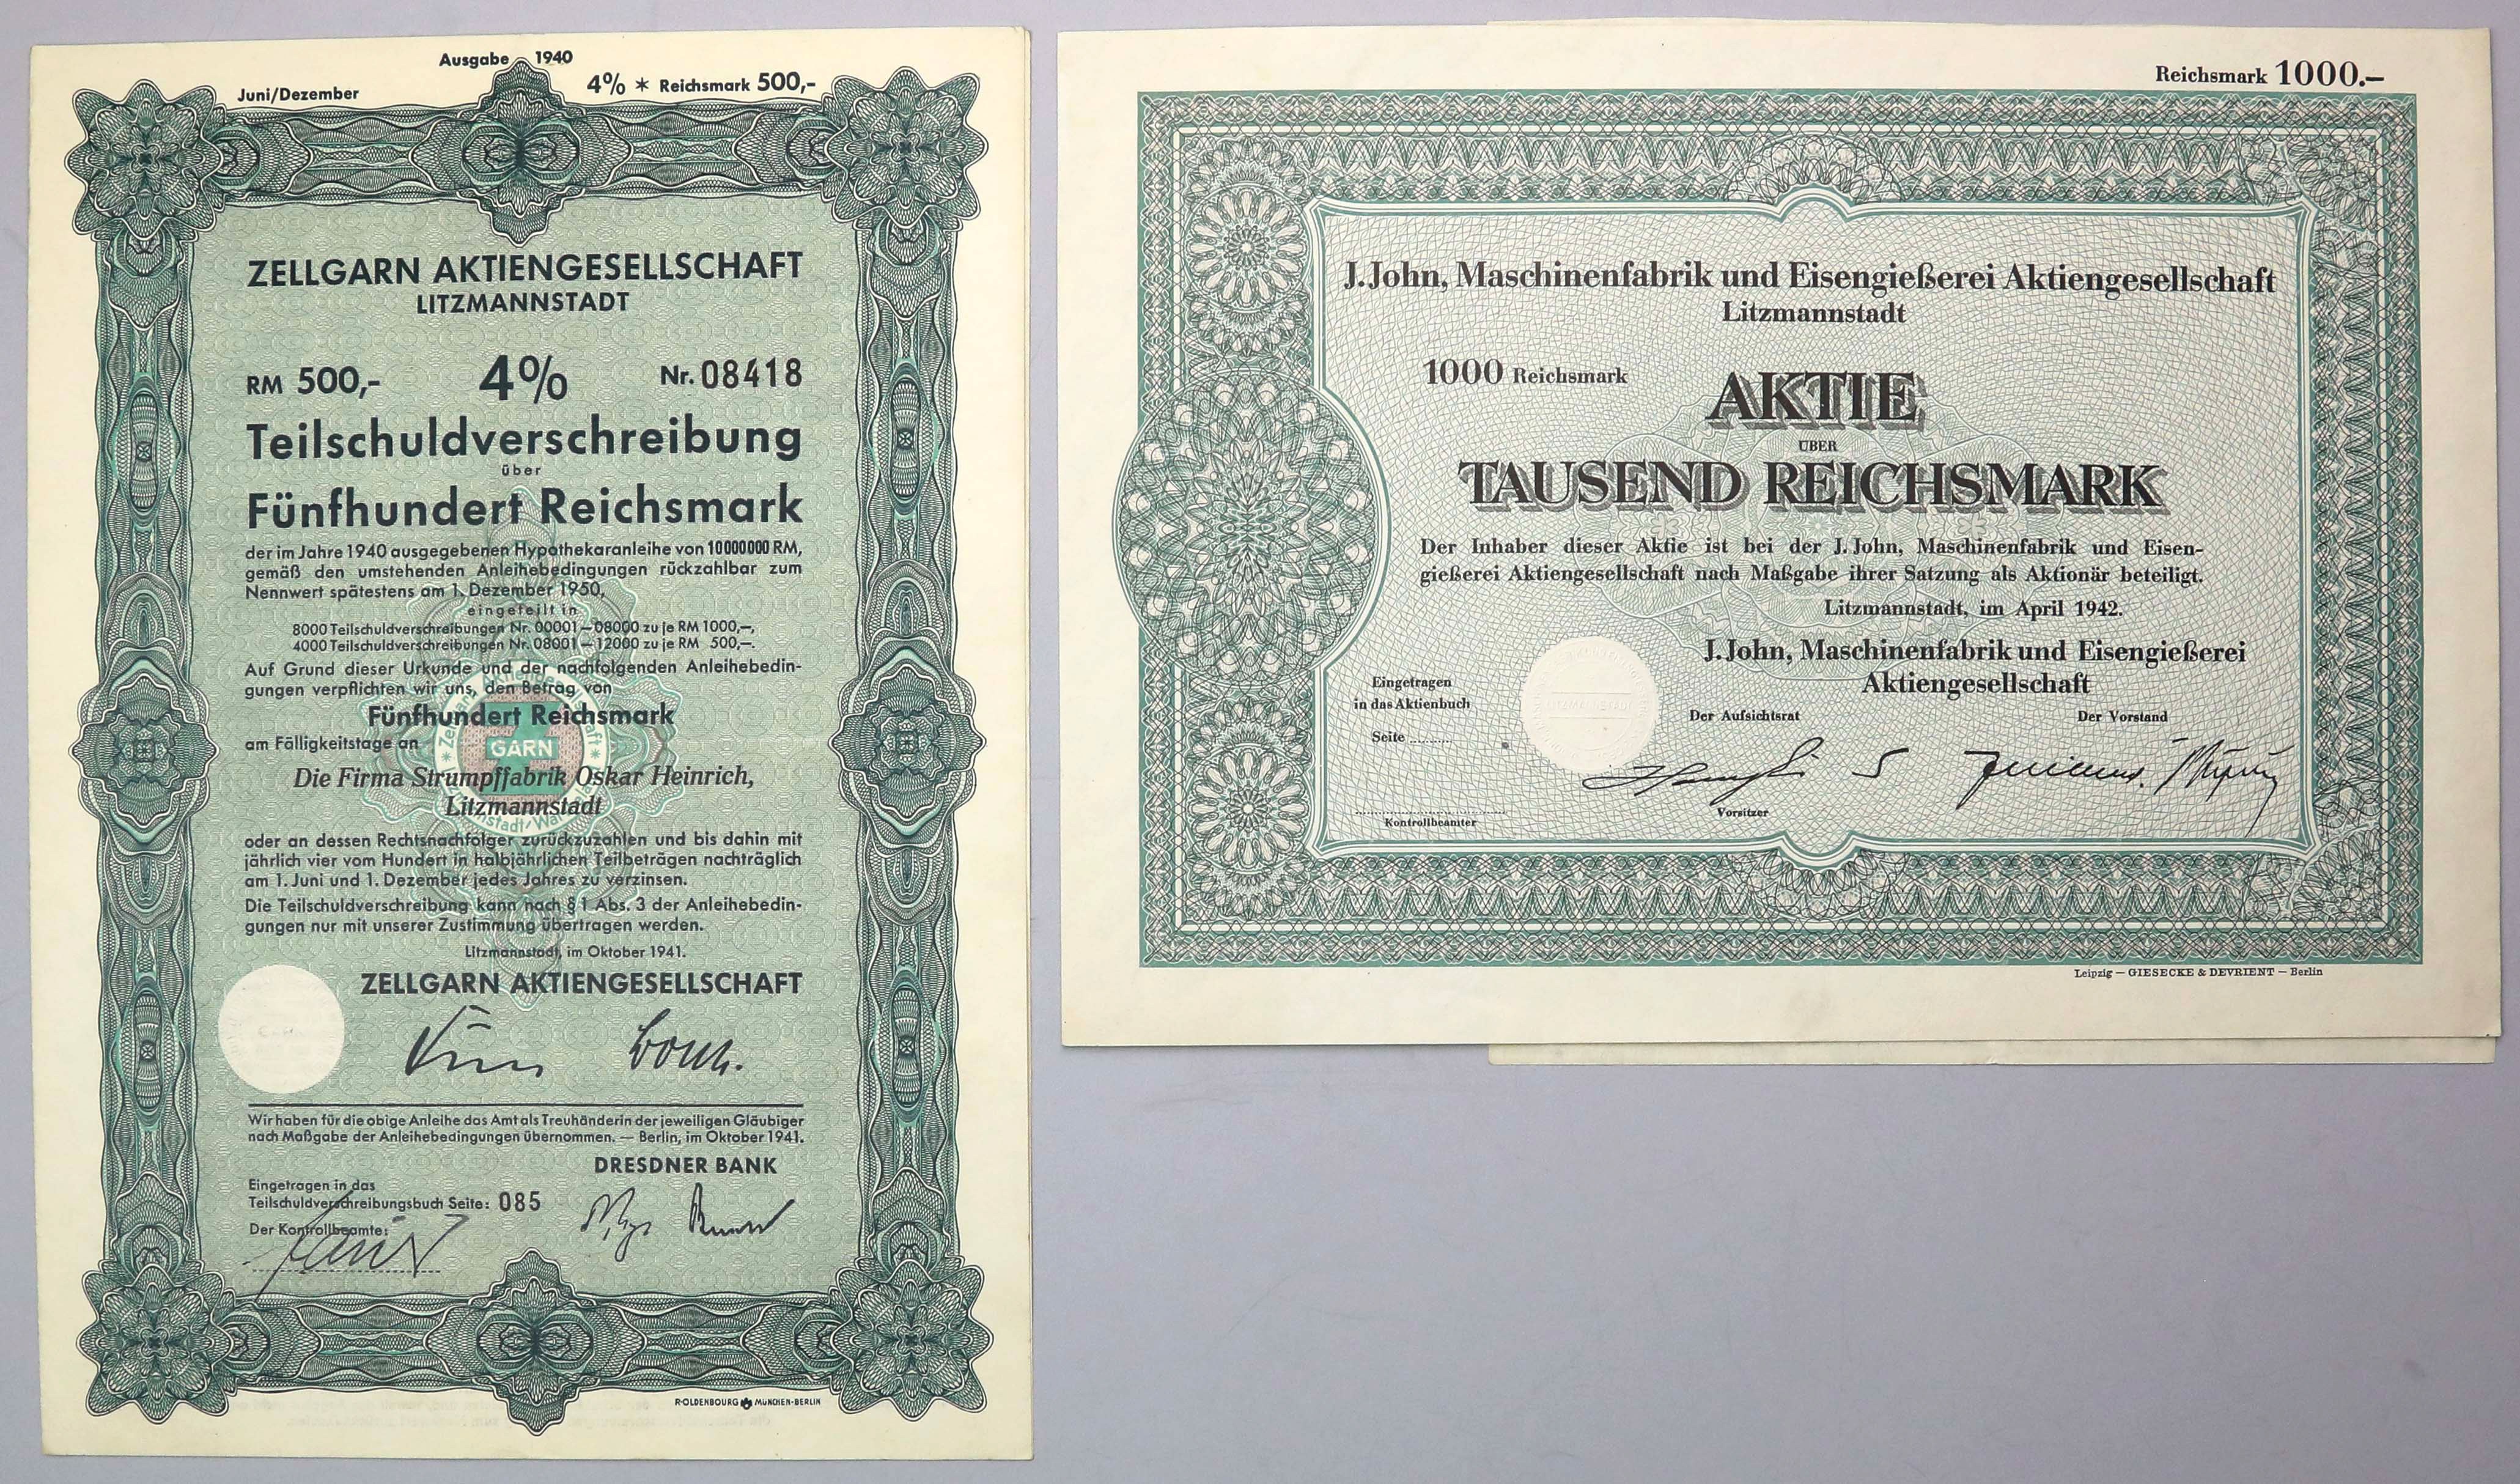 Ausgabe 1940
Juni/Dezember
4% * Reichsmark 500,-
ZELLGARN AKTIENGESELLSCHAFT
LITZMANNSTADT
RM 500,- 4% Nr. 08418
Teilschuldverschreibung
über
Fünfhundert Reichsmark
der im Jahre 1940 ausgegebenen Hypothekaranleihe von 10000000 RM,
gemäß den umstehenden Anleihebedingungen rückzahlbar zum
Nennwert spätestens am 1. Dezember 1950,
eingeteilt in
8000 Teilschuldverschreibungen Nr. 00001—08000 zu je RM 1000,—,
4000 Teilschuldverschreibungen Nr. 08001—12000 zu je RM 500,—.
Auf Grund dieser Urkunde und der nachfolgenden Anleihebedin-
gungen verpflichten wir uns, den Betrag von
Fünfhundert Reichsmark
am Fälligkeitstage an
GARN
Die Firma Strumpffabrik Oskar Heinrich,
Litzmannstadt
oder an dessen Rechtsnachfolger zurückzuzahlen und bis dahin mit
jährlich vier vom Hundert in halbjährlichen Teilbeträgen nachträglich
am 1. Juni und 1. Dezember jedes Jahres zu verzinsen.
Die Teilschuldverschreibung kann nach § 1 Abs. 3 der Anleihebedin-
gungen nur mit unserer Zustimmung übertragen werden.
Litzmannstadt, im Oktober 1941.
ZELLGARN AKTIENGESELLSCHAFT
Wir haben für die obige Anleihe das Amt als Treuhänderin der jeweiligen Gläubiger
nach Maßgabe der Anleihebedingungen übernommen. — Berlin, im Oktober 1941.
DRESDNER BANK
Eingetragen in das
Teilschuldverschreibungsbuch Seite: 085
Der Kontrollbeamte:
R·OLDENBOURG MÜNCHEN-BERLIN
Reichsmark 1000.—
J. John, Maschinenfabrik und Eisengießerei Aktiengesellschaft
Litzmannstadt
1000 Reichsmark
AKTIE
ÜBER
TAUSEND REICHSMARK
Der Inhaber dieser Aktie ist bei der J. John, Maschinenfabrik und Eisen-
gießerei Aktiengesellschaft nach Maßgabe ihrer Satzung als Aktionär beteiligt.
Litzmannstadt, im April 1942.
J. John, Maschinenfabrik und Eisengießerei
Aktiengesellschaft
Eingetragen
in das Aktienbuch
Seite
LITZMANNSTADT
Der Aufsichtsrat
Der Vorstand
Vorsitzer
Kontrollbeamter
Leipzig — GIESECKE & DEVRIENT — Berlin